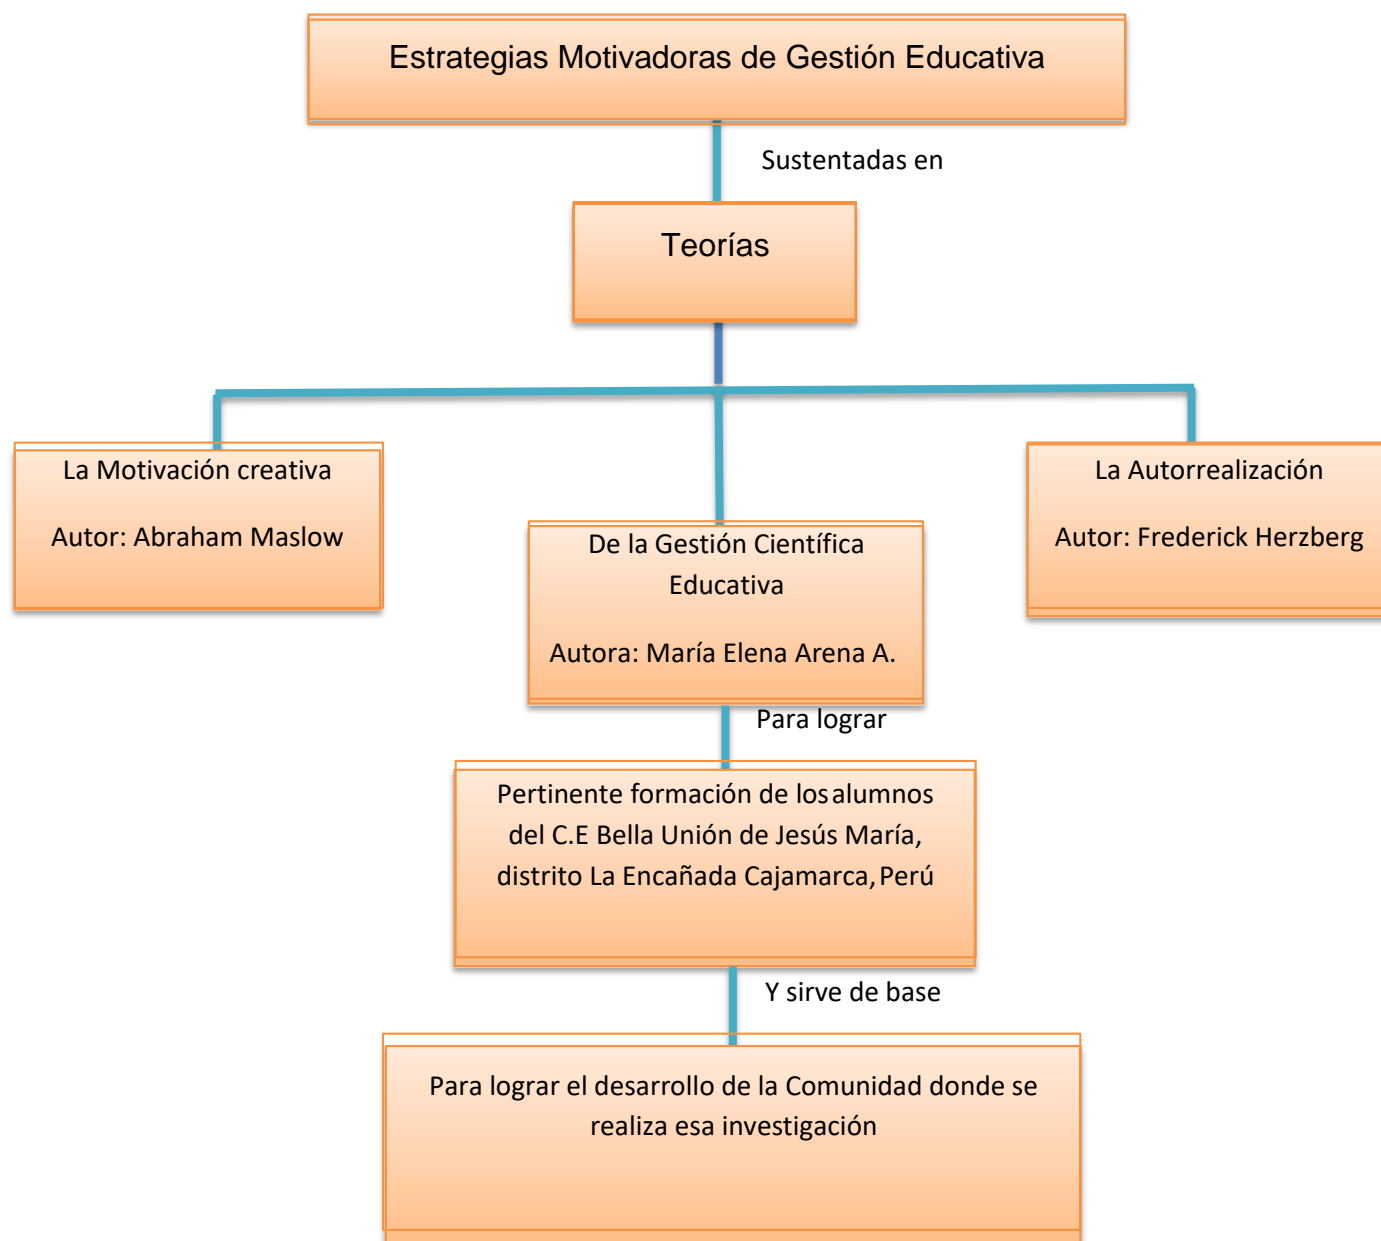 Estrategias Motivadoras de Gestión Educativa
Sustentadas en
Teorías
La Motivación creativa
Autor: Abraham Maslow
De la Gestión Científica
Educativa
Autora: María Elena Arena A.
La Autorrealización
Autor: Frederick Herzberg
Para lograr
Pertinente formación de los alumnos
del C.E Bella Unión de Jesús María,
distrito La Encañada Cajamarca, Perú
Y sirve de base
Para lograr el desarrollo de la Comunidad donde se
realiza esa investigación